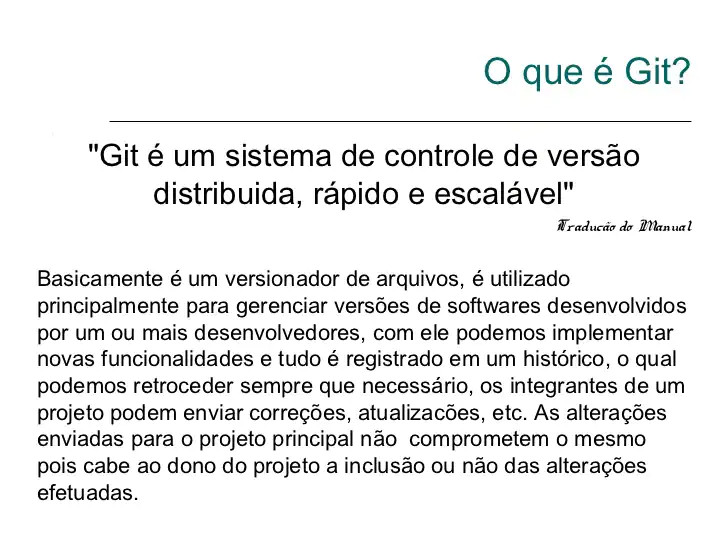 O que é Git?
"Git é um sistema de controle de versão
distribuida, rápido e escalável"
Traducão do Manual
Basicamente é um versionador de arquivos, é utilizado
principalmente para gerenciar versões de softwares desenvolvidos
por um ou mais desenvolvedores, com ele podemos implementar
novas funcionalidades e tudo é registrado em um histórico, o qual
podemos retroceder sempre que necessário, os integrantes de um
projeto podem enviar correções, atualizacões, etc. As alterações
enviadas para o projeto principal não  comprometem o mesmo
pois cabe ao dono do projeto a inclusão ou não das alterações
efetuadas.